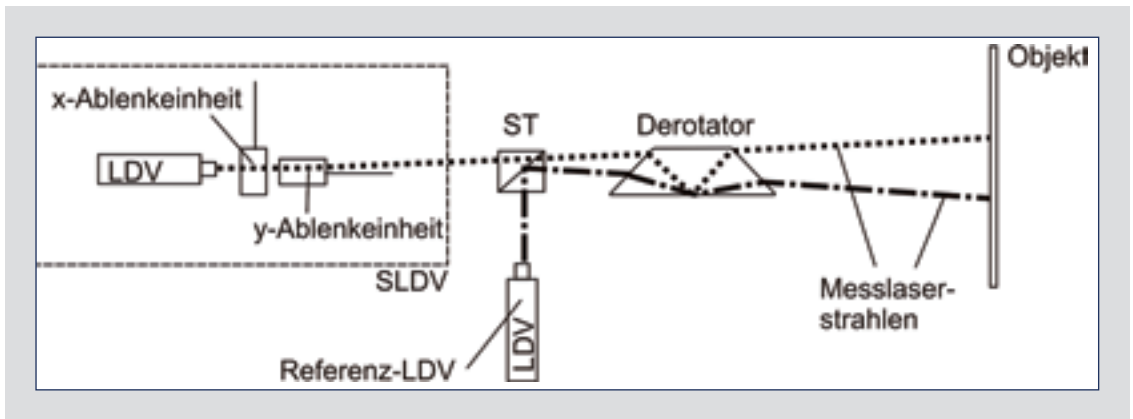 Objekt
x-Ablenkeinheit
ST
Derotator
LDV
y-Ablenkeinheit
SLDV
Messlaser-
strahlen
LDV
Referenz-LDV